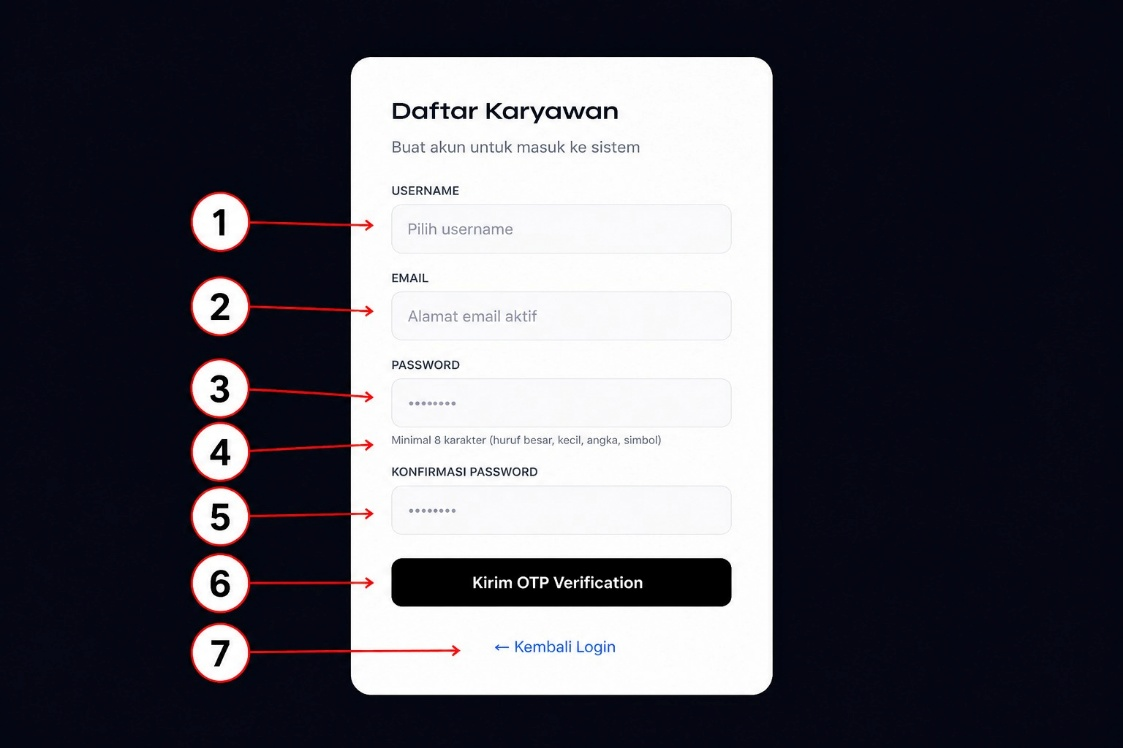 Daftar Karyawan
Buat akun untuk masuk ke sistem
USERNAME
1
Pilih username
EMAIL
2
Alamat email aktif
PASSWORD
3
••••••••
4
Minimal 8 karakter (huruf besar, kecil, angka, simbol)
KONFIRMASI PASSWORD
5
••••••••
6
Kirim OTP Verification
7
← Kembali Login